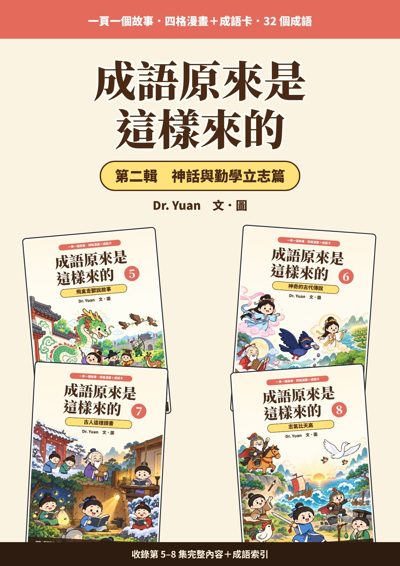 一頁一個故事・四格漫畫＋成語卡・32 個成語
成語原來是
這樣來的
第二輯　神話與勤學立志篇
Dr. Yuan　文・圖
一頁一個故事・四格漫畫＋成語卡
成語原來是
這樣來的
5
飛禽走獸說故事
Dr. Yuan　文・圖
一頁一個故事・四格漫畫＋成語卡
成語原來是
這樣來的
6
神奇的古代傳說
Dr. Yuan　文・圖
一頁一個故事・四格漫畫＋成語卡
成語原來是
這樣來的
7
古人這樣讀書
Dr. Yuan　文・圖
一頁一個故事・四格漫畫＋成語卡
成語原來是
這樣來的
8
志氣比天高
Dr. Yuan　文・圖
收錄第 5–8 集完整內容＋成語索引